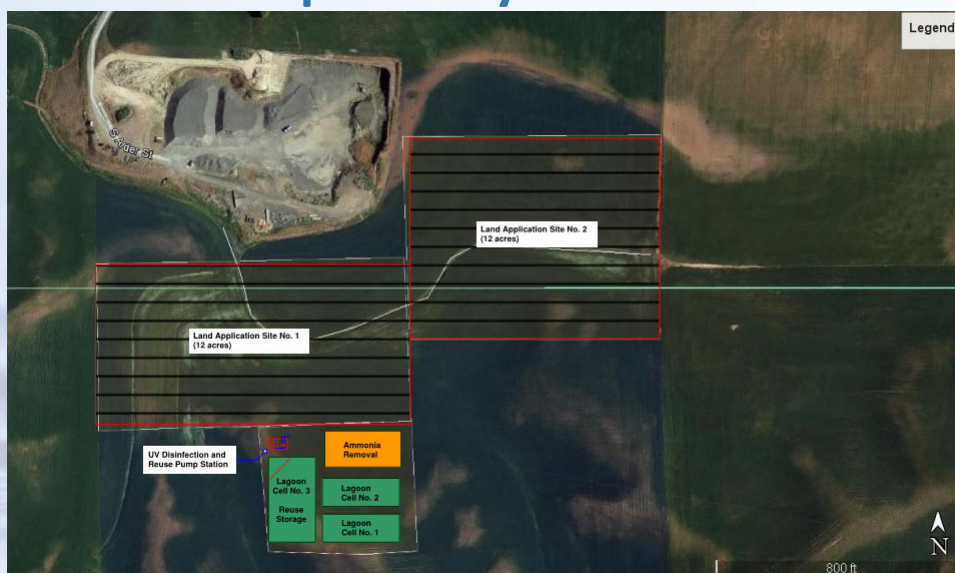 Legend
S Alder St
Land Application Site No. 2
(12 acres)
Land Application Site No. 1
(12 acres)
UV Disinfection and
Reuse Pump Station
Ammonia
Removal
Lagoon
Cell No. 3
Reuse
Storage
Lagoon
Cell No. 2
Lagoon
Cell No. 1
N
800 ft